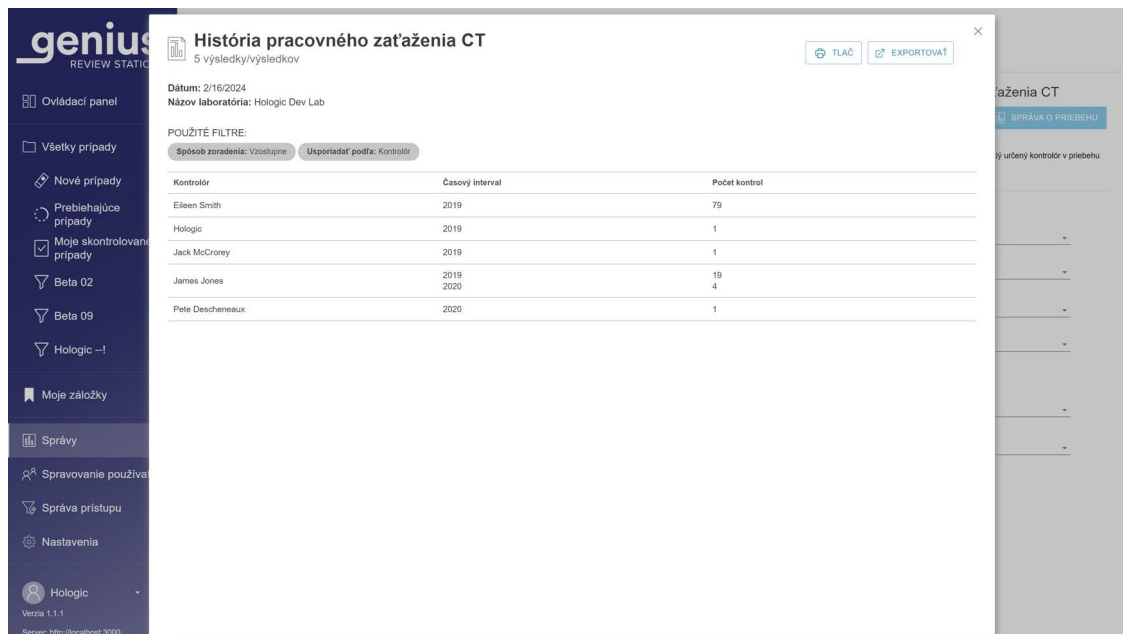 genius
REVIEW STATIC
Ovládací panel
Všetky prípady
Nové prípady
Prebiehajúce
prípady
Moje skontrolované
prípady
Beta 02
Beta 09
Hologic --!
Moje záložky
Správy
Spravovanie používat
Správa prístupu
Nastavenia
Hologic
Verzia 1.1.1
Server: http://localhost:3000
História pracovného zaťaženia CT
5 výsledky/výsledkov
TLAČ
EXPORTOVAŤ
Dátum: 2/16/2024
Názov laboratória: Hologic Dev Lab
POUŽITÉ FILTRE:
Spôsob zoradenia: Vzostupne
Usporiadať podľa: Kontrolór
Kontrolór Časový interval Počet kontrol
Eileen Smith 2019 79
Hologic 2019 1
Jack McCrorey 2019 1
James Jones 2019 19
2020 4
Pete Descheneaux 2020 1
ťaženia CT
SPRÁVA O PRIEBEHU
dý určený kontrolór v priebehu